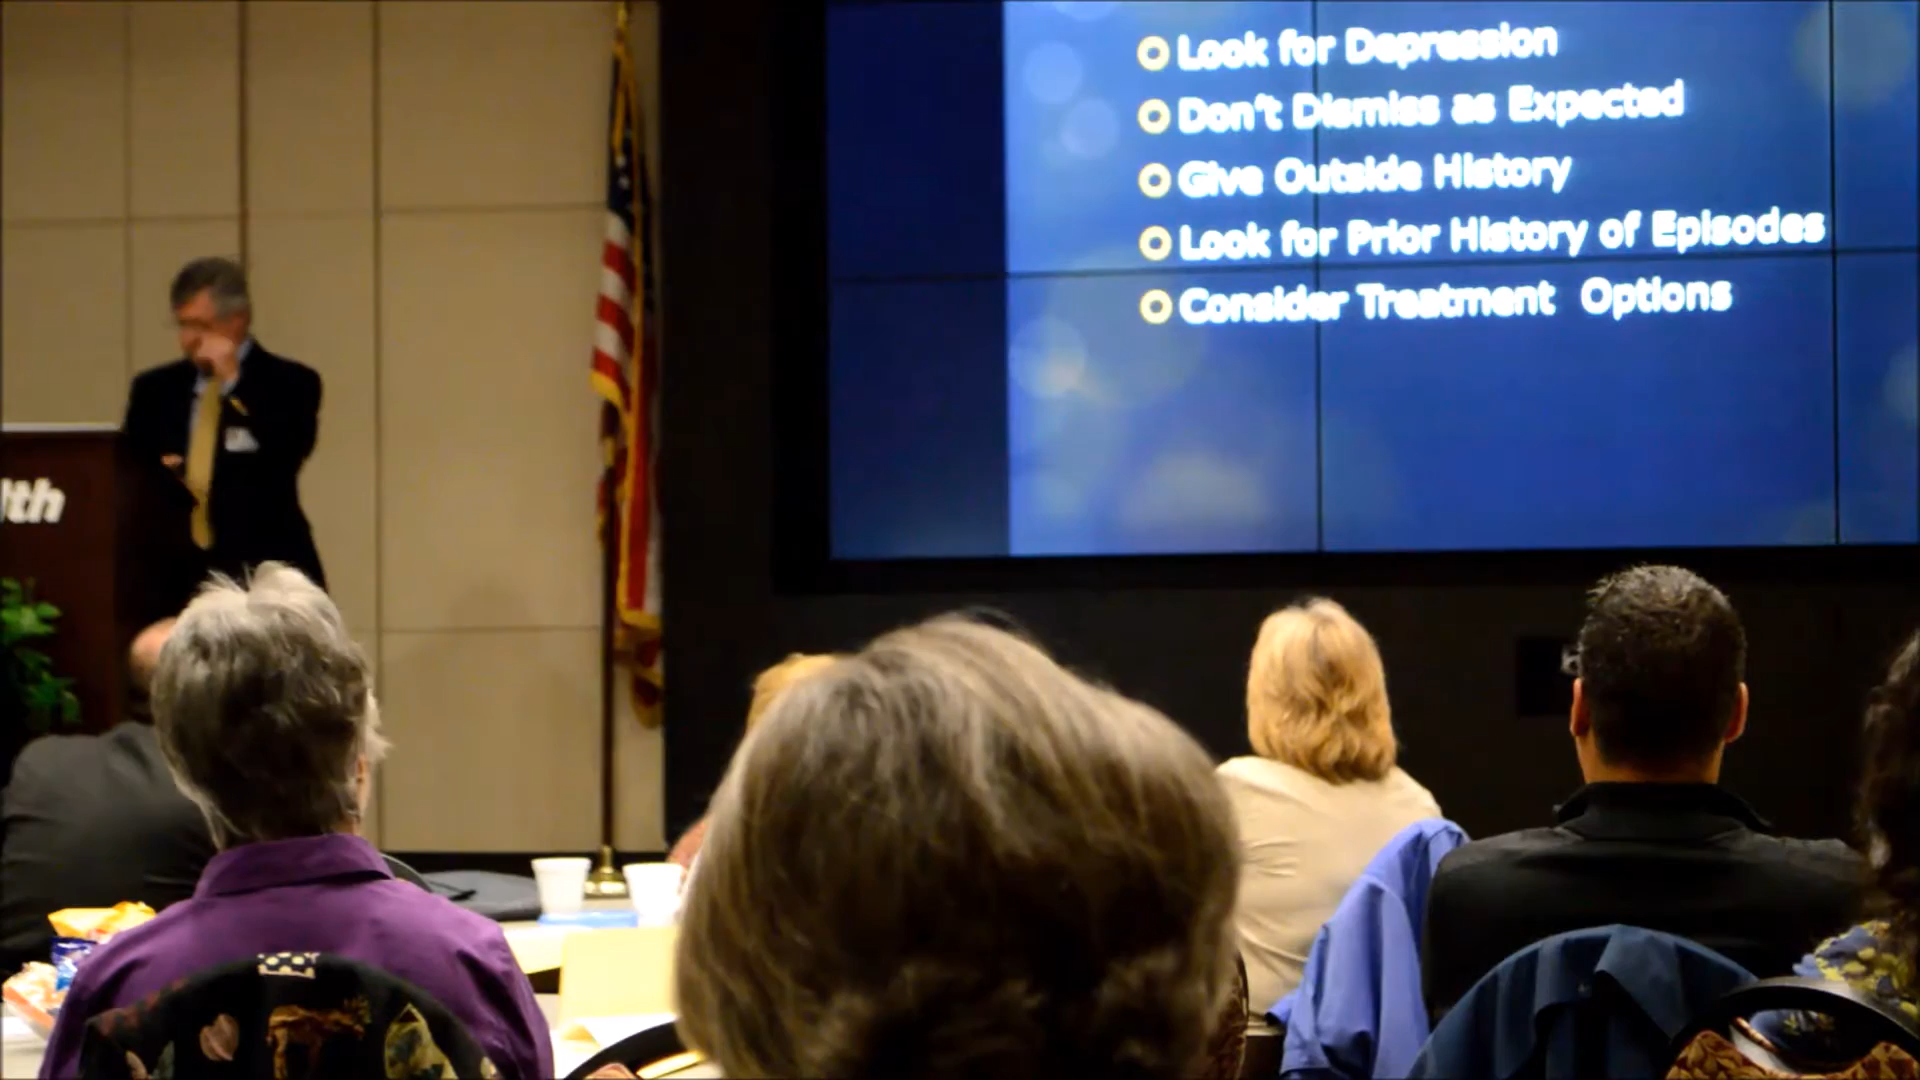 Look for Depression
Don't Dismiss as Expected
Give Outside History
Look for Prior History of Episodes
Consider Treatment Options
lth